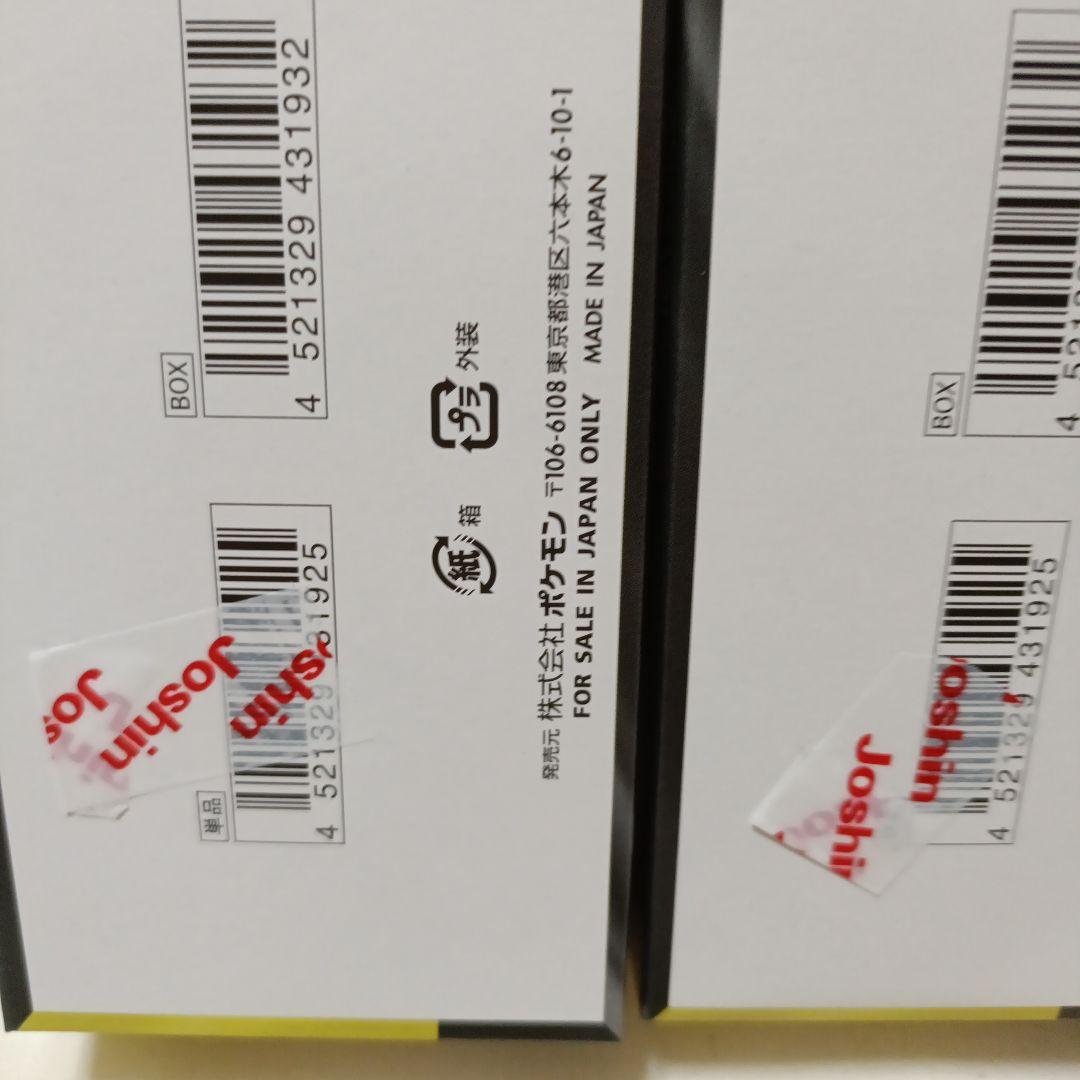 BOX
4 521329 431932
単品
4 521329 431925
Joshin
Joshin
プラ 外装
紙 箱
発売元 株式会社ポケモン 〒106-6108 東京都港区六本木6-10-1
FOR SALE IN JAPAN ONLY MADE IN JAPAN
BOX
4
4 521329 431925
Joshin